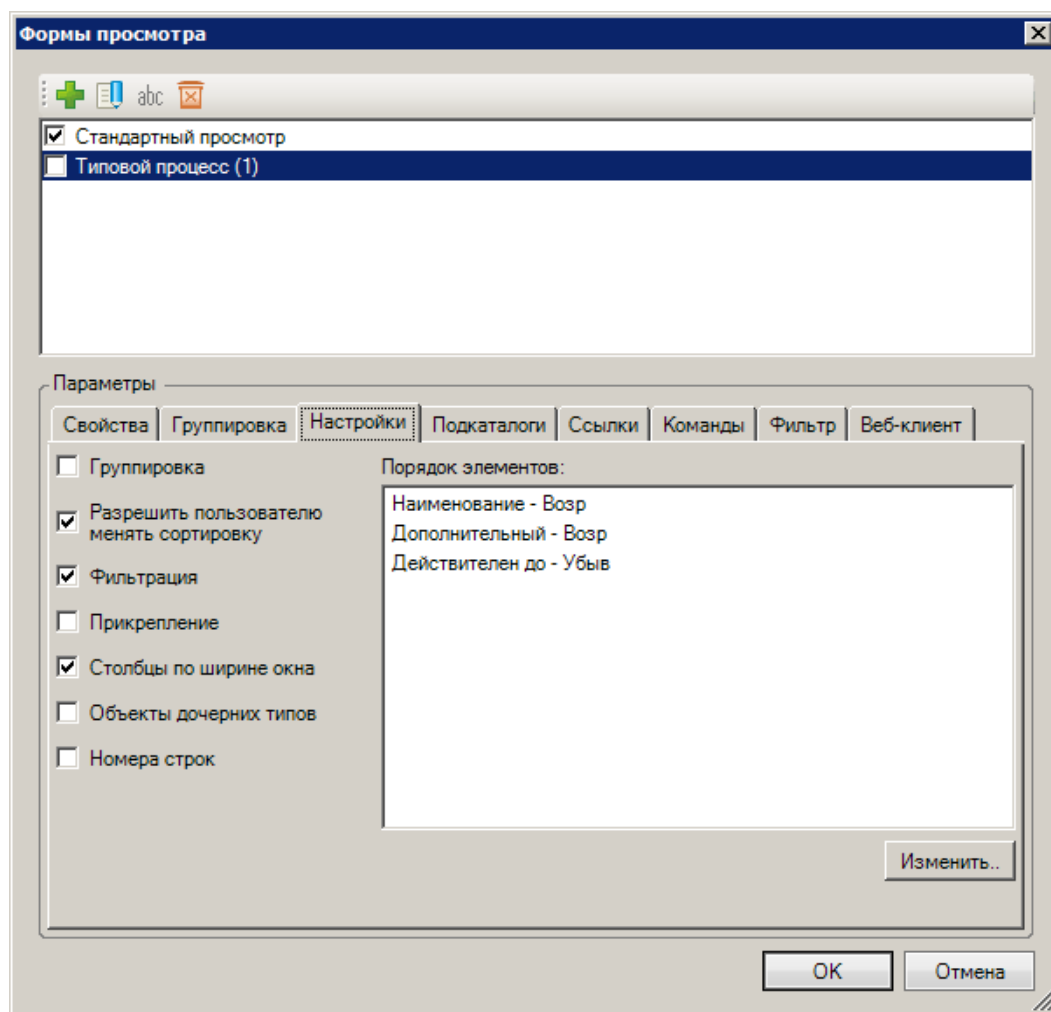 Формы просмотра
abc
Стандартный просмотр
Типовой процесс (1)
Параметры
Свойства Группировка Настройки Подкаталоги Ссылки Команды Фильтр Веб-клиент
Группировка
Порядок элементов:
Разрешить пользователю
менять сортировку
Фильтрация
Прикрепление
Столбцы по ширине окна
Объекты дочерних типов
Номера строк
Наименование - Возр
Дополнительный - Возр
Действителен до - Убыв
Изменить..
OK Отмена